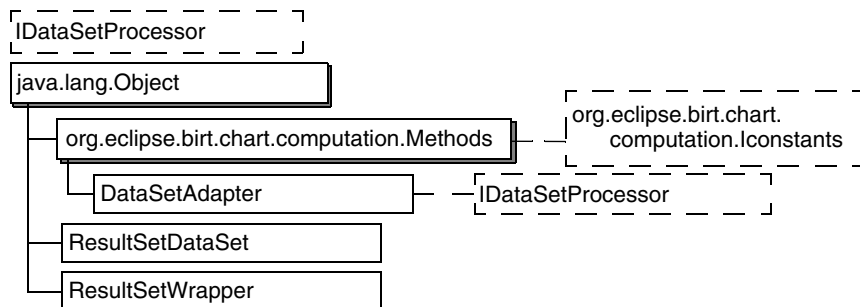 IDataSetProcessor
java.lang.Object
org.eclipse.birt.chart.computation.Methods
org.eclipse.birt.chart.
computation.Iconstants
DataSetAdapter
IDataSetProcessor
ResultSetDataSet
ResultSetWrapper